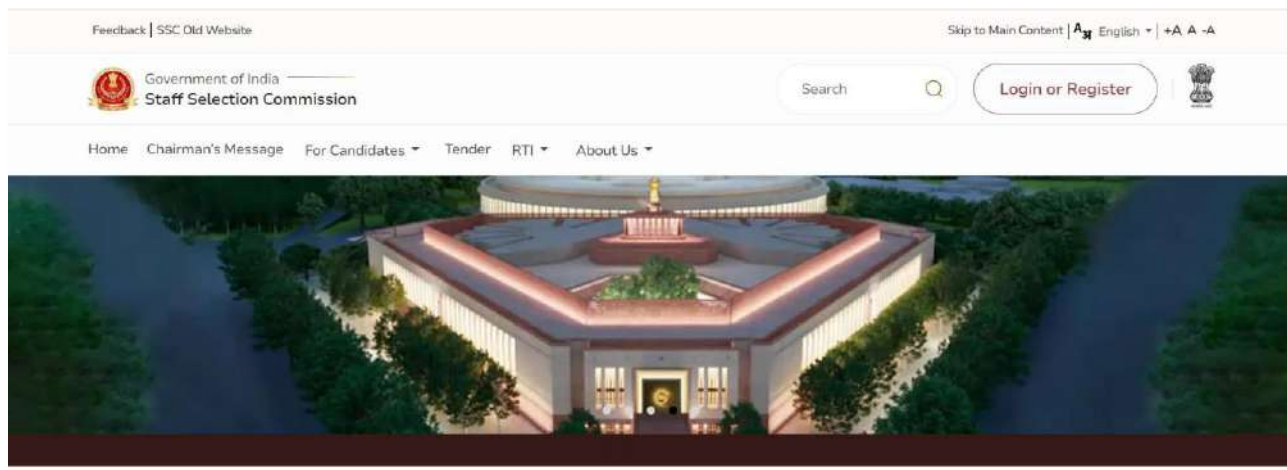 Feedback | SSC Old Website
Skip to Main Content | Aअ English | +A A -A
Government of India
Staff Selection Commission
Search
Login or Register
Home Chairman's Message For Candidates Tender RTI About Us